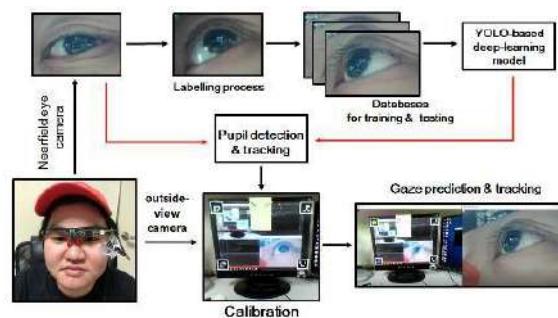 YOLO-based
deep-learning
model
Labelling process
Databases
for training & testing
Nearfield eye
camera
Pupil detection
& tracking
outside-
view camera
Gaze prediction & tracking
Calibration